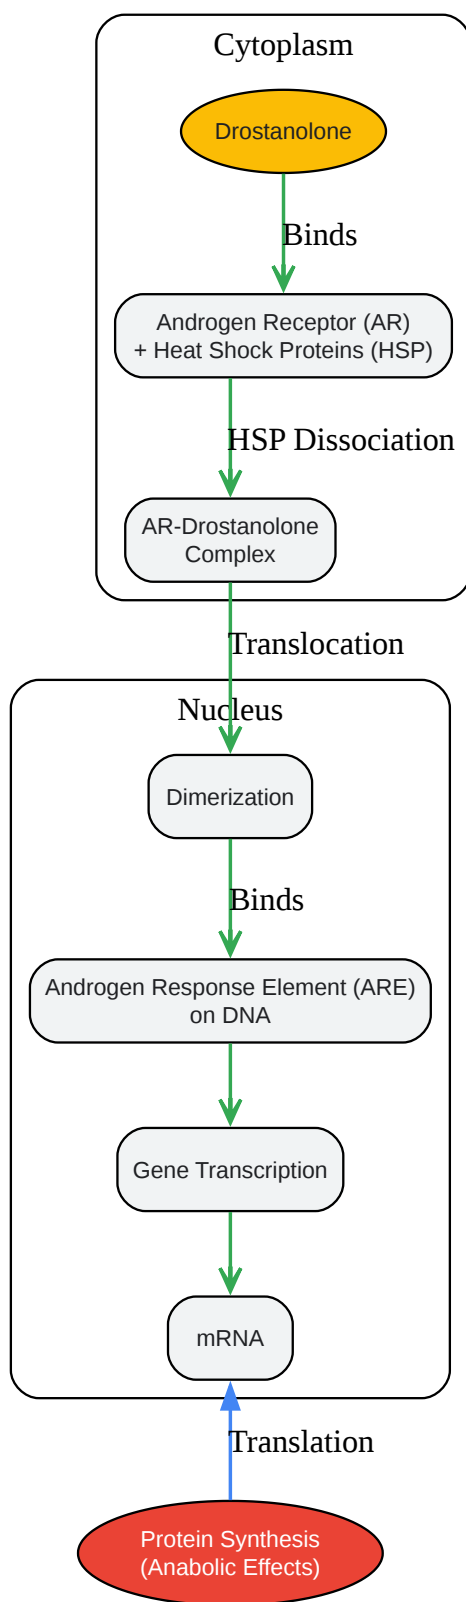 Cytoplasm
Drostanolone
Binds
Androgen Receptor (AR)
+ Heat Shock Proteins (HSP)
HSP Dissociation
AR-Drostanolone
Complex
Translocation
Nucleus
Dimerization
Binds
Androgen Response Element (ARE)
on DNA
Gene Transcription
mRNA
Translation
Protein Synthesis
(Anabolic Effects)